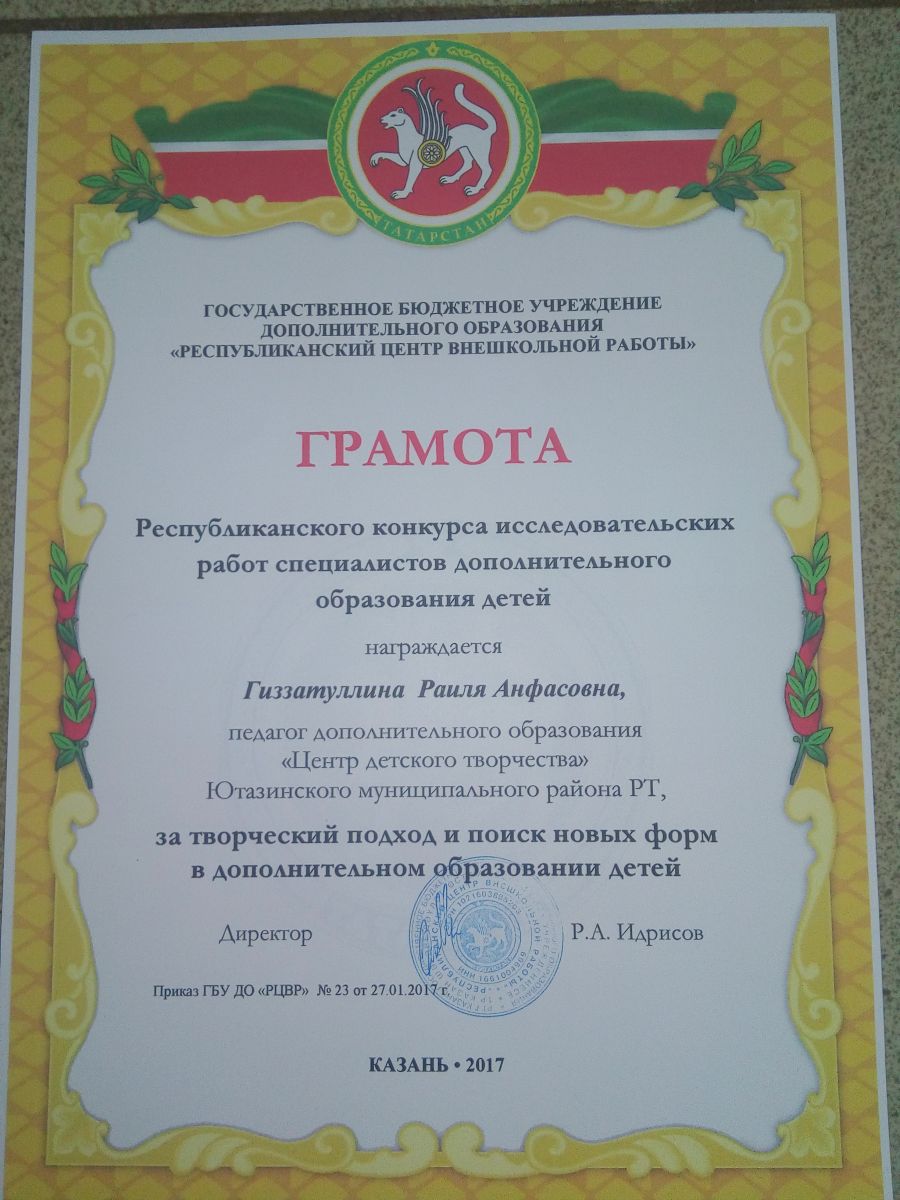 ТАТАРСТАН
ГОСУДАРСТВЕННОЕ БЮДЖЕТНОЕ УЧРЕЖДЕНИЕ
ДОПОЛНИТЕЛЬНОГО ОБРАЗОВАНИЯ
«РЕСПУБЛИКАНСКИЙ ЦЕНТР ВНЕШКОЛЬНОЙ РАБОТЫ»
ГРАМОТА
Республиканского конкурса исследовательских
работ специалистов дополнительного
образования детей
награждается
Гиззатуллина Раиля Анфасовна,
педагог дополнительного образования
«Центр детского творчества»
Ютазинского муниципального района РТ,
за творческий подход и поиск новых форм
в дополнительном образовании детей
Директор Р.А. Идрисов
Приказ ГБУ ДО «РЦВР» № 23 от 27.01.2017 г.
КАЗАНЬ • 2017